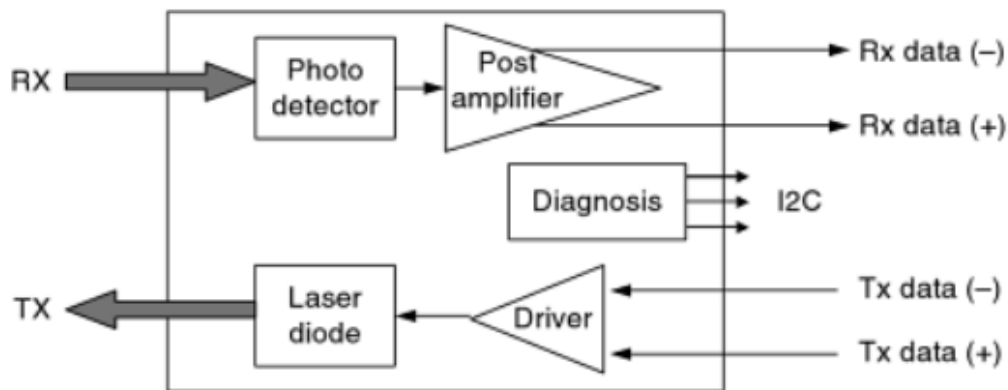 RX
Photo
detector
Post
amplifier
Rx data (–)
Rx data (+)
Diagnosis
I2C
TX
Laser
diode
Driver
Tx data (–)
Tx data (+)